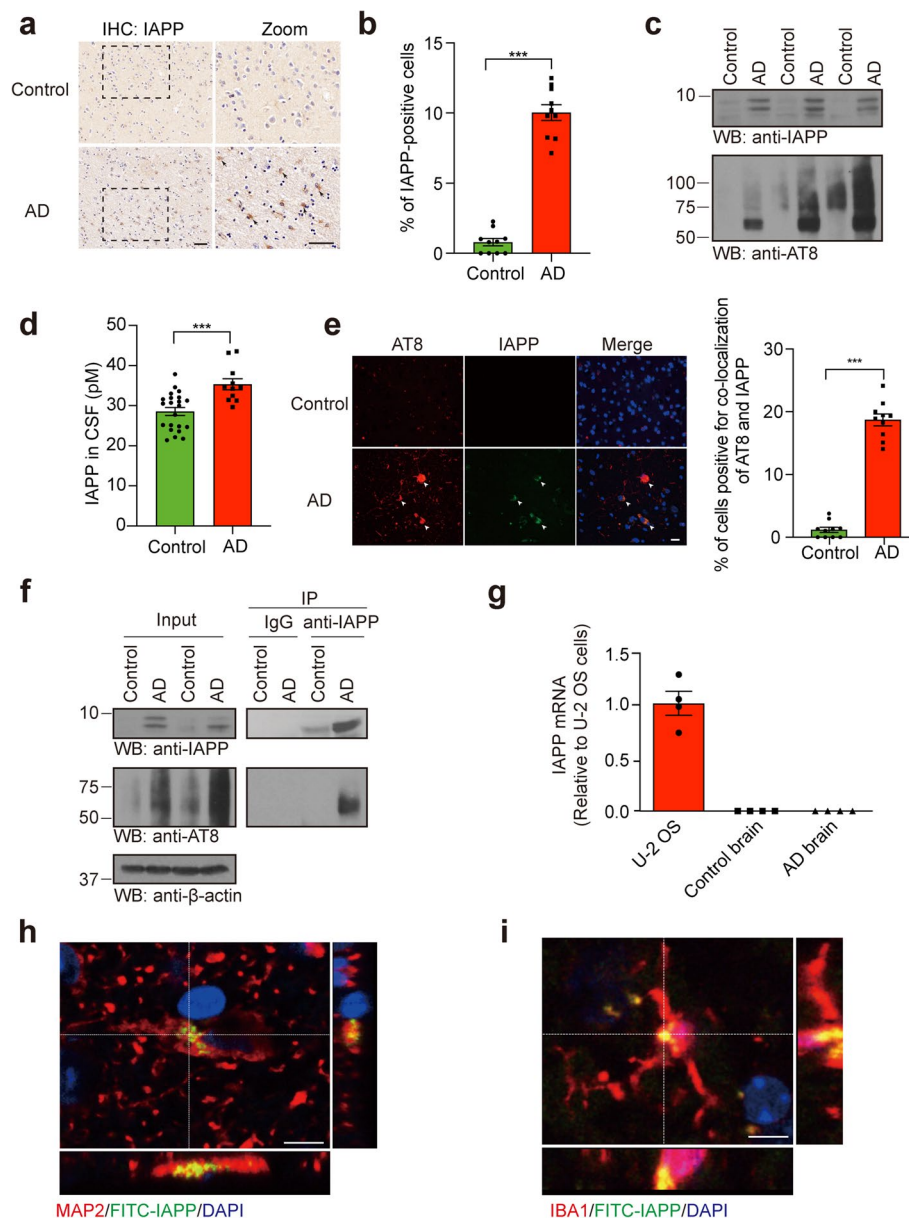 a
IHC: IAPP
Zoom
Control
AD
b
% of IAPP-positive cells
15
10
5
0
***
Control
AD
c
Control
AD
Control
AD
Control
AD
10
WB: anti-IAPP
100
75
50
WB: anti-AT8
d
IAPP in CSF (pM)
50
40
30
20
10
0
***
Control
AD
e
AT8
IAPP
Merge
Control
AD
% of cells positive for co-localization
of AT8 and IAPP
30
20
10
0
***
Control
AD
f
Input
IP
IgG
anti-IAPP
Control
AD
Control
AD
Control
AD
Control
AD
10
WB: anti-IAPP
75
50
WB: anti-AT8
37
WB: anti-β-actin
g
IAPP mRNA
(Relative to U-2 OS cells)
1.5
1.0
0.5
0.0
U-2 OS
Control brain
AD brain
h
MAP2/FITC-IAPP/DAPI
i
IBA1/FITC-IAPP/DAPI